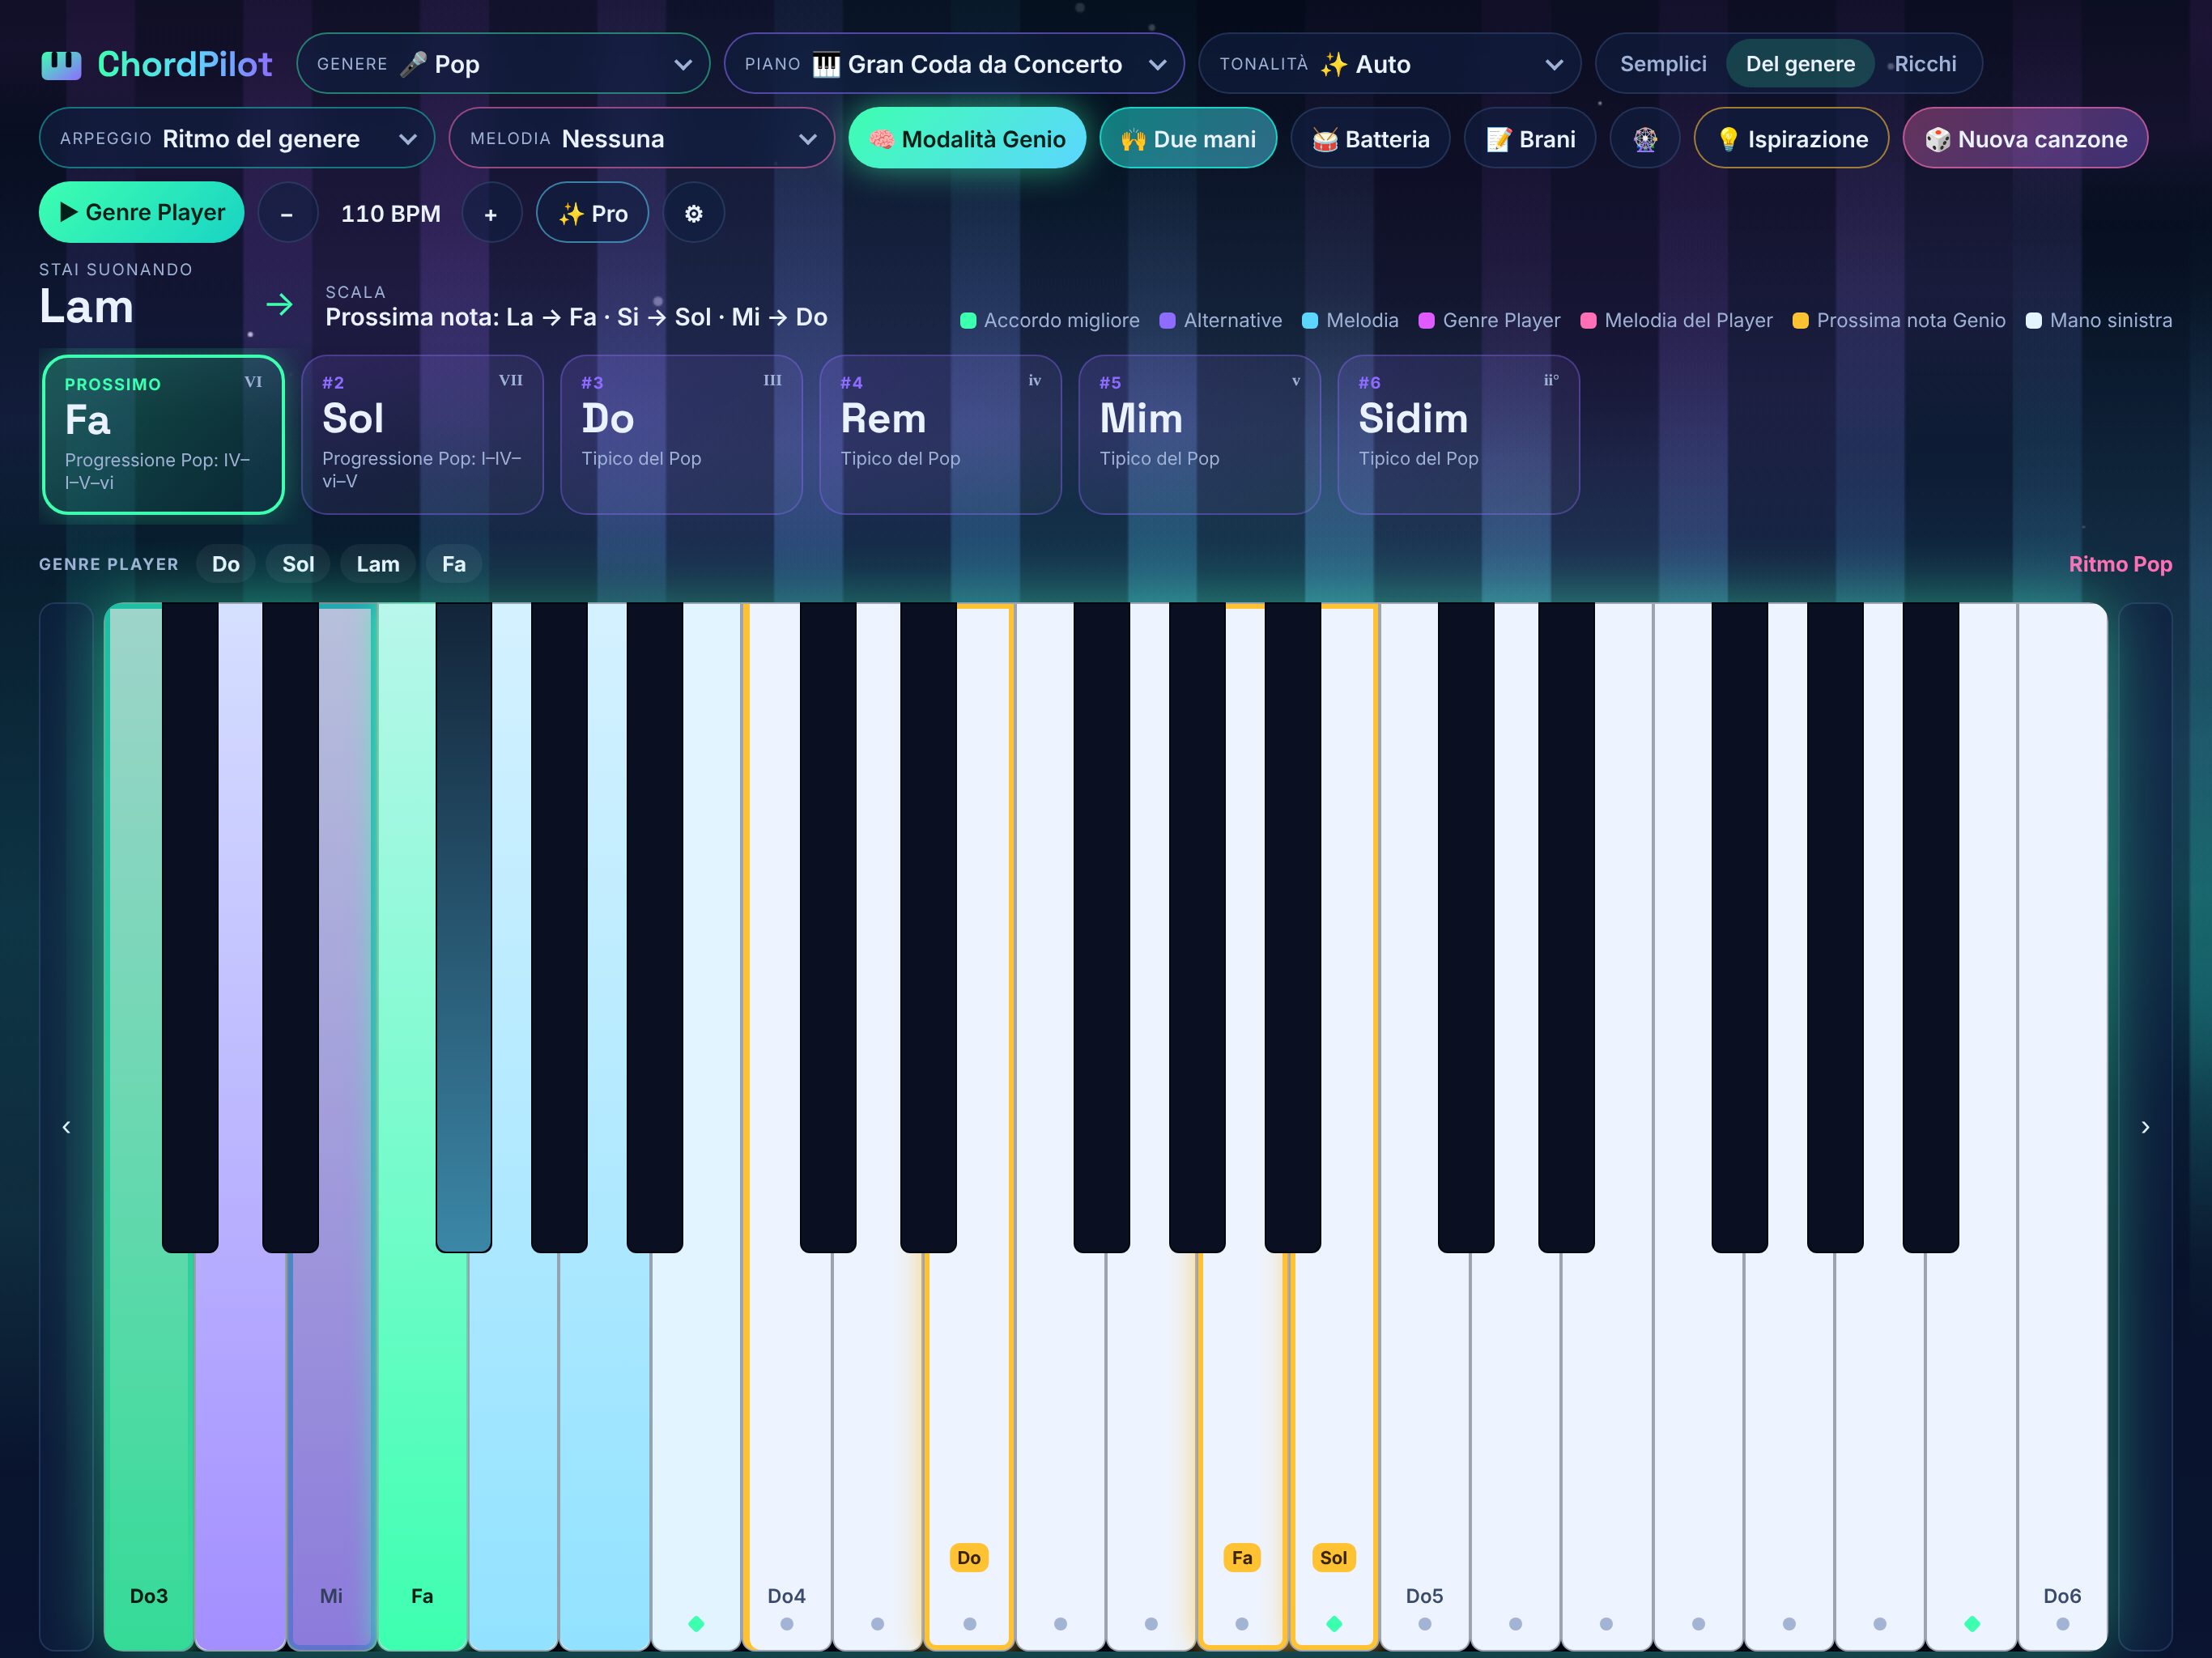 ChordPilot
GENERE 🎤 Pop
PIANO 🎹 Gran Coda da Concerto
TONALITÀ ✨ Auto
Semplici Del genere Ricchi
ARPEGGIO Ritmo del genere
MELODIA Nessuna
🧠 Modalità Genio
🙌 Due mani
🥁 Batteria
📝 Brani
🎡
💡 Ispirazione
🎲 Nuova canzone
▶ Genre Player
–
110 BPM
+
✨ Pro
⚙
STAI SUONANDO
Lam
→
SCALA
Prossima nota: La → Fa · Si → Sol · Mi → Do
Accordo migliore Alternative Melodia Genre Player Melodia del Player Prossima nota Genio Mano sinistra
PROSSIMO VI
Fa
Progressione Pop: IV–
I–V–vi
#2 VII
Sol
Progressione Pop: I–IV–
vi–V
#3 III
Do
Tipico del Pop
#4 iv
Rem
Tipico del Pop
#5 v
Mim
Tipico del Pop
#6 ii°
Sidim
Tipico del Pop
GENRE PLAYER Do Sol Lam Fa
Ritmo Pop
‹
›
Do Fa Sol
Do3 Mi Fa Do4 Do5 Do6